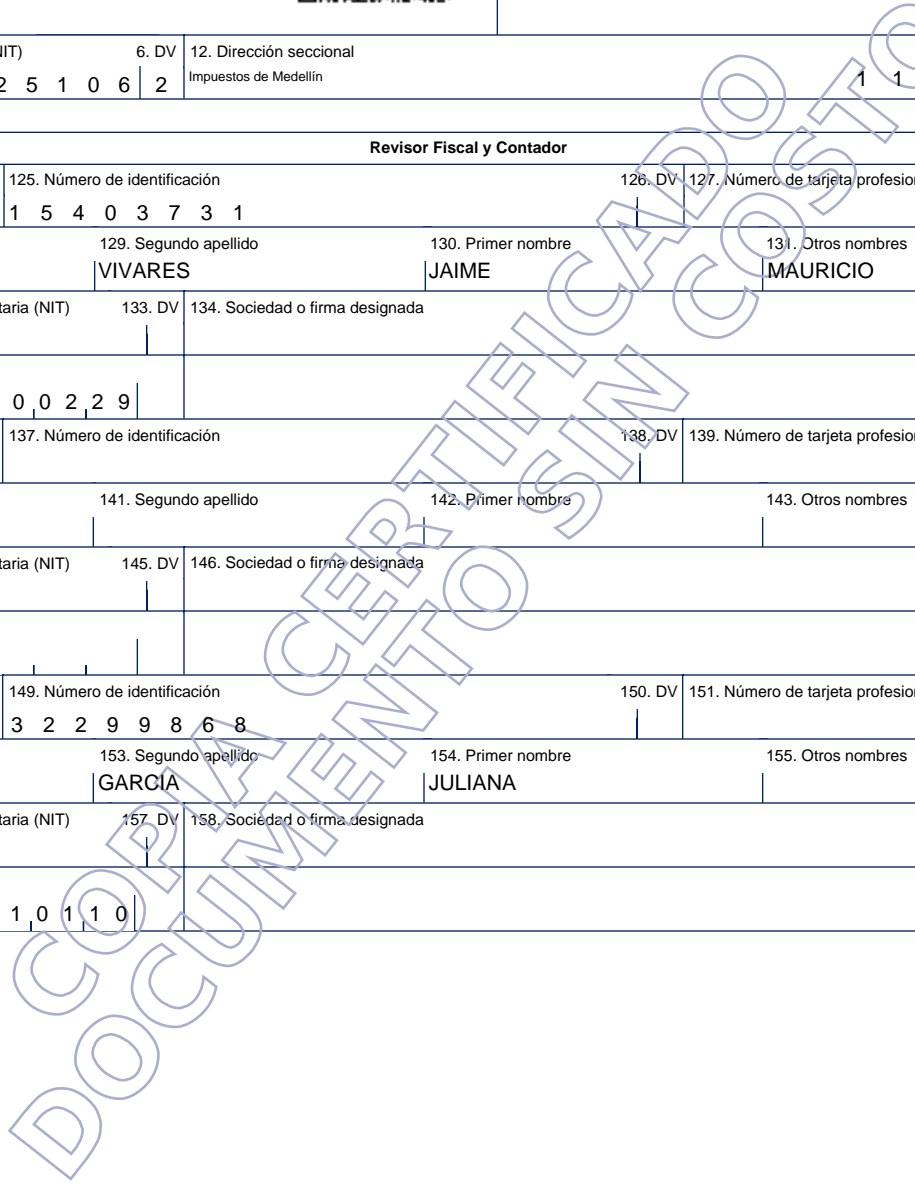 IT) 6. DV 12. Dirección seccional
2 5 1 0 6 2 Impuestos de Medellín 1 1
Revisor Fiscal y Contador
125. Número de identificación 126. DV 127. Número de tarjeta profesion
1 5 4 0 3 7 3 1
129. Segundo apellido 130. Primer nombre 131. Otros nombres
VIVARES JAIME MAURICIO
taria (NIT) 133. DV 134. Sociedad o firma designada
0 0 2 2 9
137. Número de identificación 138. DV 139. Número de tarjeta profesion
141. Segundo apellido 142. Primer nombre 143. Otros nombres
taria (NIT) 145. DV 146. Sociedad o firma designada
149. Número de identificación 150. DV 151. Número de tarjeta profesion
3 2 2 9 9 8 6 8
153. Segundo apellido 154. Primer nombre 155. Otros nombres
GARCIA JULIANA
taria (NIT) 157. DV 158. Sociedad o firma designada
1 0 1 1 0
COPIA CERTIFICADO
DOCUMENTO SIN COSTO